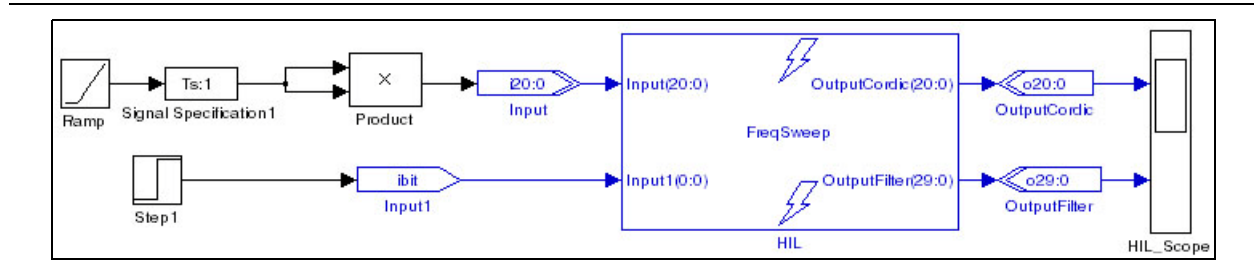 Ramp
Ts:1
Signal Specification1
×
Product
i20:0
Input
Input(20:0)
OutputCordic(20:0)
FreqSweep
o20:0
OutputCordic
Step1
ibit
Input1
Input1(0:0)
OutputFilter(29:0)
HIL
o29:0
OutputFilter
HIL_Scope